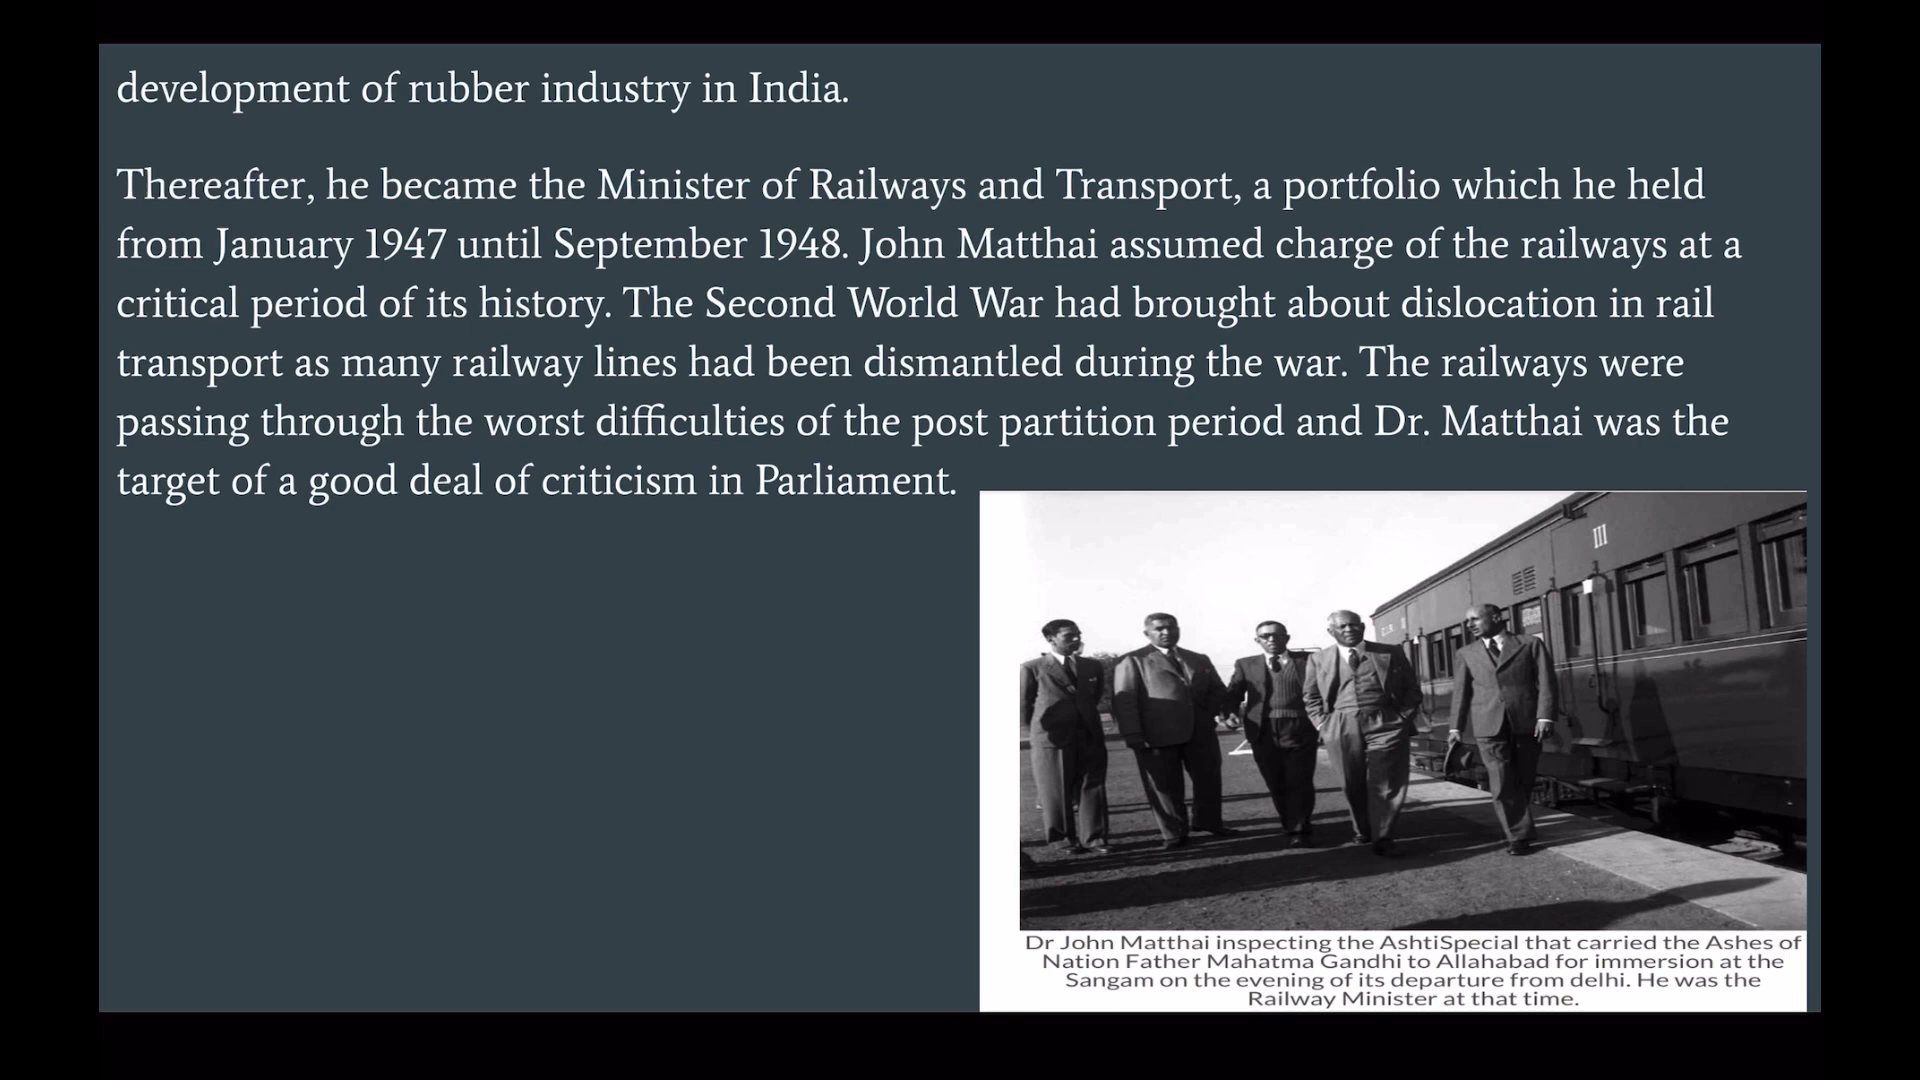 development of rubber industry in India.
Thereafter, he became the Minister of Railways and Transport, a portfolio which he held
from January 1947 until September 1948. John Matthai assumed charge of the railways at a
critical period of its history. The Second World War had brought about dislocation in rail
transport as many railway lines had been dismantled during the war. The railways were
passing through the worst difficulties of the post partition period and Dr. Matthai was the
target of a good deal of criticism in Parliament.
III
Dr John Matthai inspecting the AshtiSpecial that carried the Ashes of
Nation Father Mahatma Gandhi to Allahabad for immersion at the
Sangam on the evening of its departure from delhi. He was the
Railway Minister at that time.